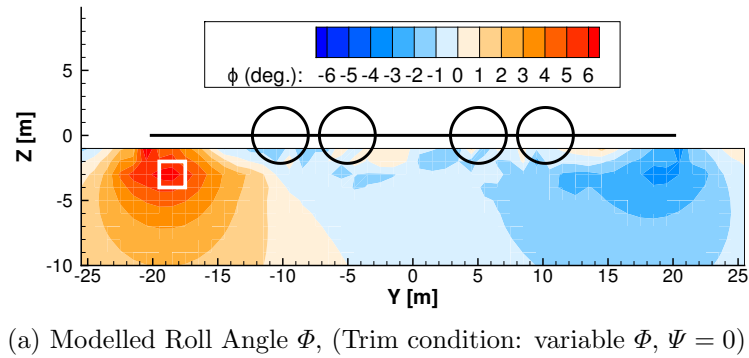 ϕ (deg.): -6 -5 -4 -3 -2 -1 0 1 2 3 4 5 6
Z [m]
5
0
-5
-10
-25 -20 -15 -10 -5 0 5 10 15 20 25
Y [m]
(a) Modelled Roll Angle Φ, (Trim condition: variable Φ, Ψ = 0)